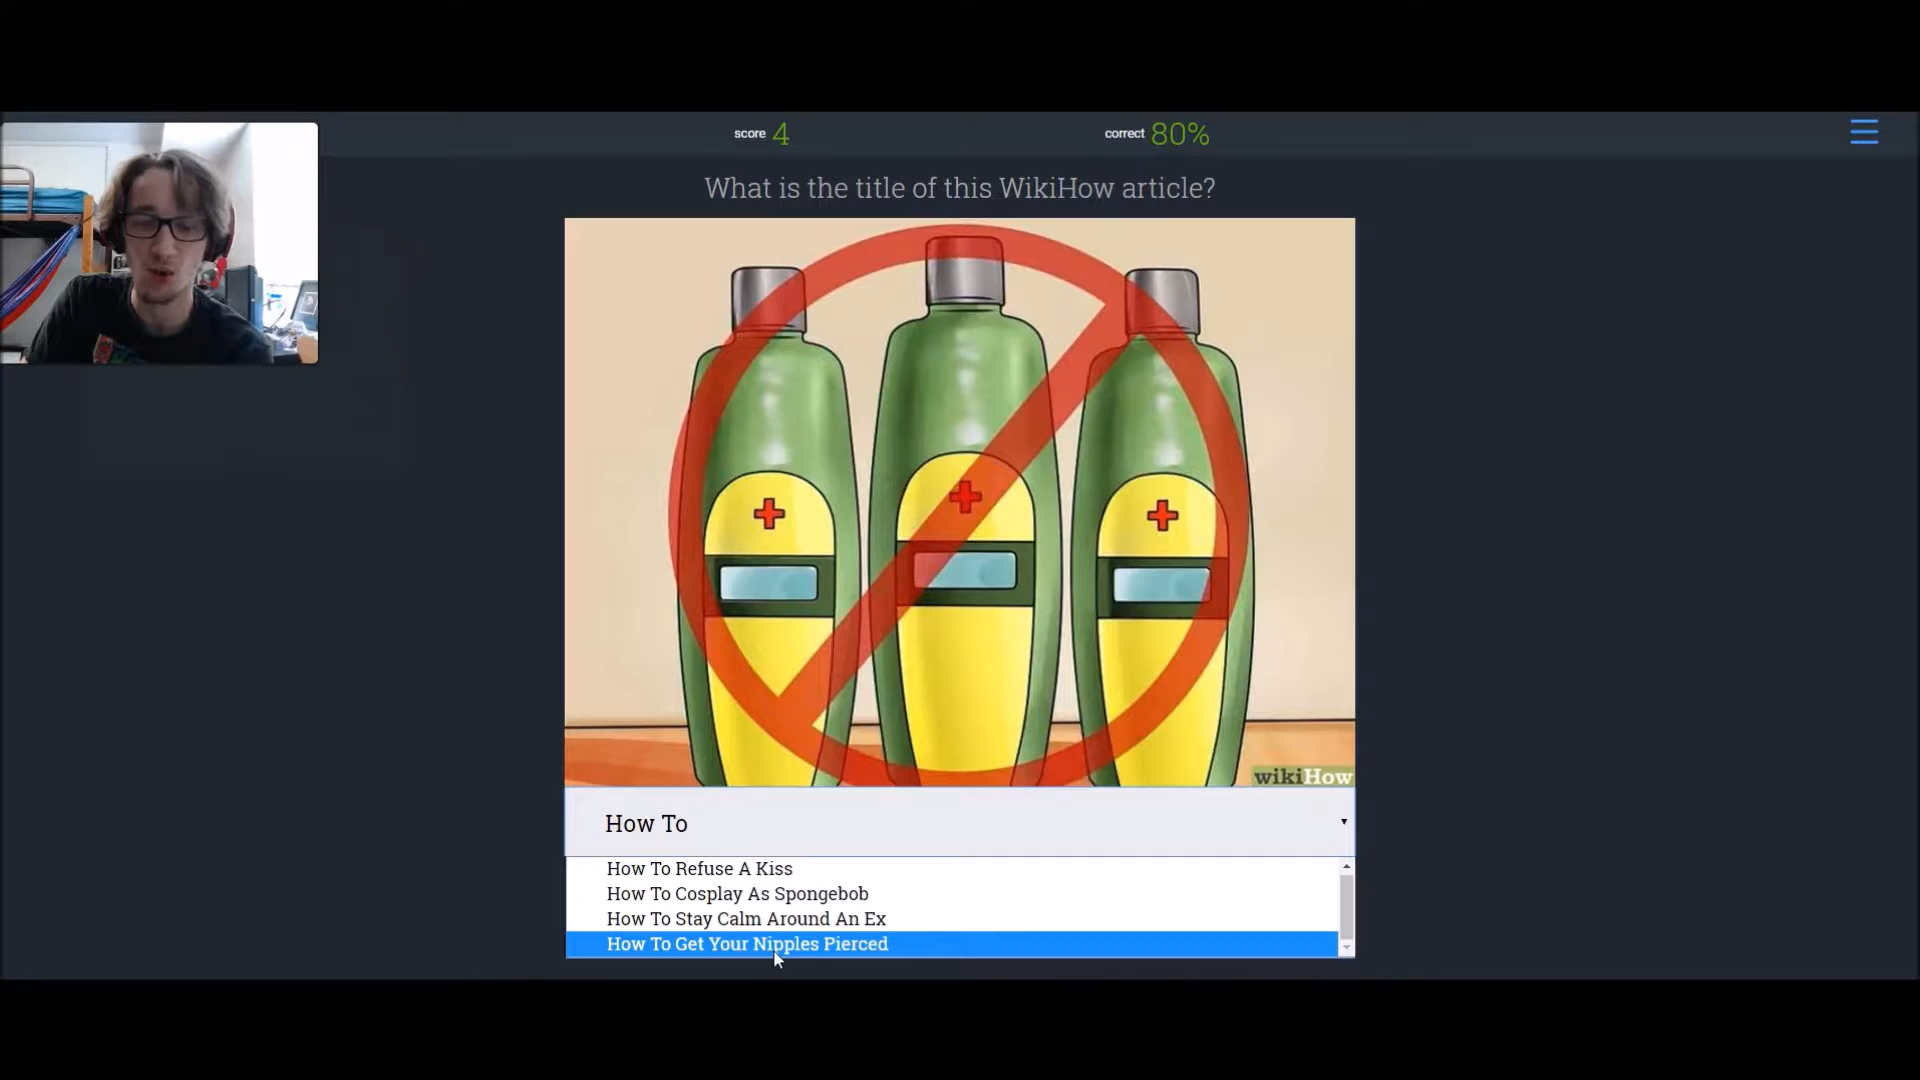 score 4
correct 80%
What is the title of this WikiHow article?
wikiHow
How To
How To Refuse A Kiss
How To Cosplay As Spongebob
How To Stay Calm Around An Ex
How To Get Your Nipples Pierced